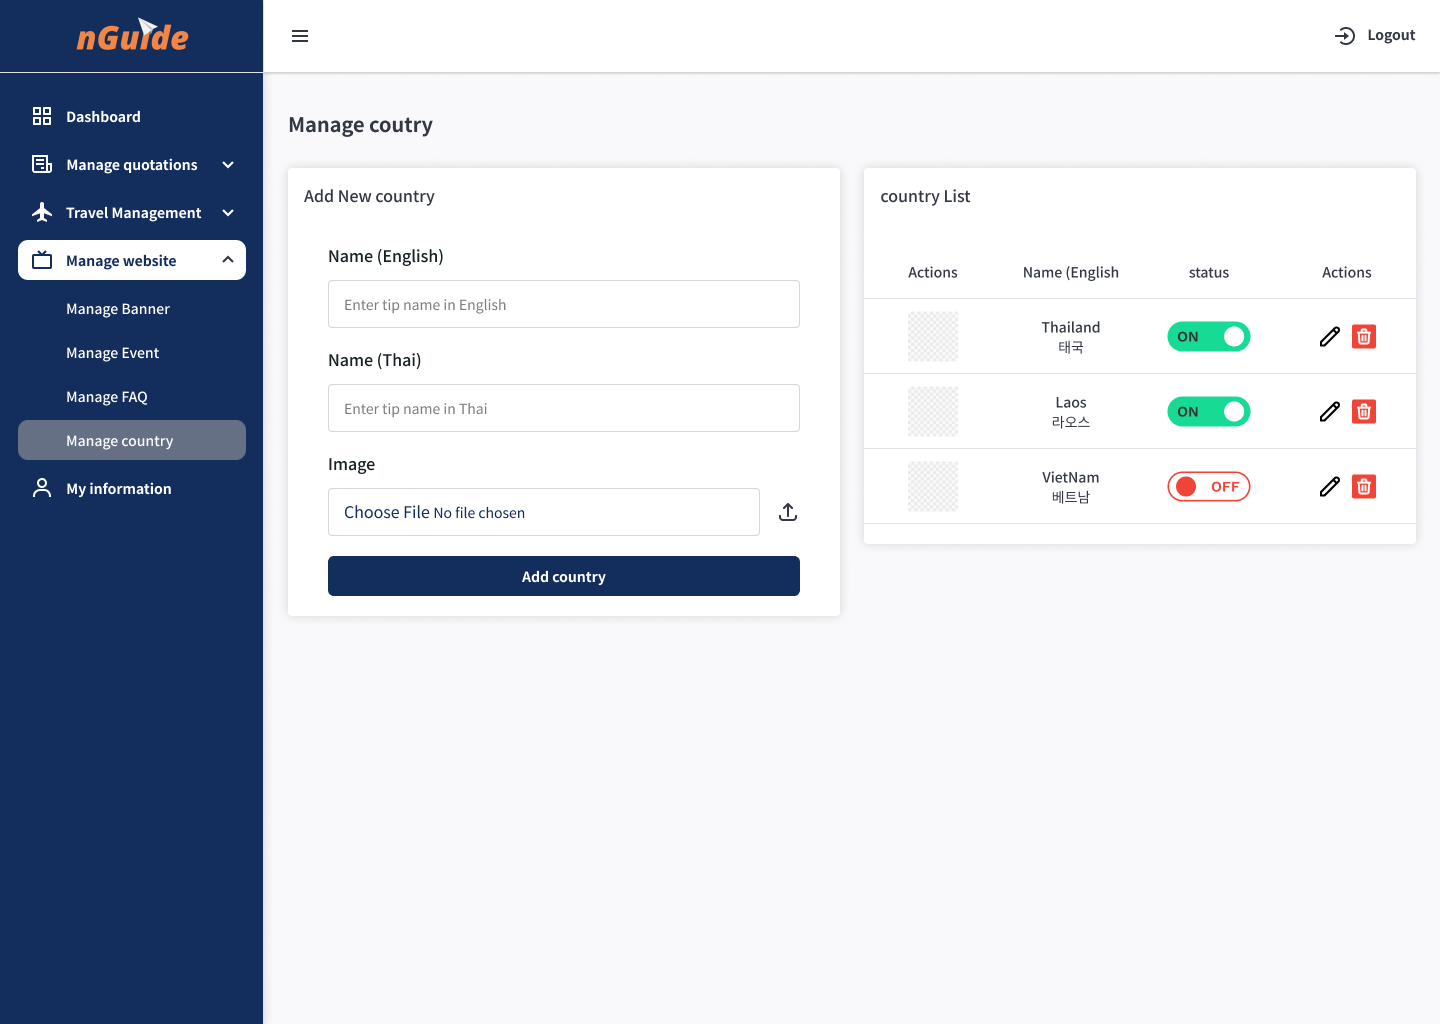 nGuide
Logout
Dashboard
Manage quotations
Travel Management
Manage website
Manage Banner
Manage Event
Manage FAQ
Manage country
My information
Manage coutry
Add New country
Name (English)
Enter tip name in English
Name (Thai)
Enter tip name in Thai
Image
Choose File No file chosen
Add country
country List
Actions Name (English status Actions
Thailand
태국
ON
Laos
라오스
ON
VietNam
베트남
OFF